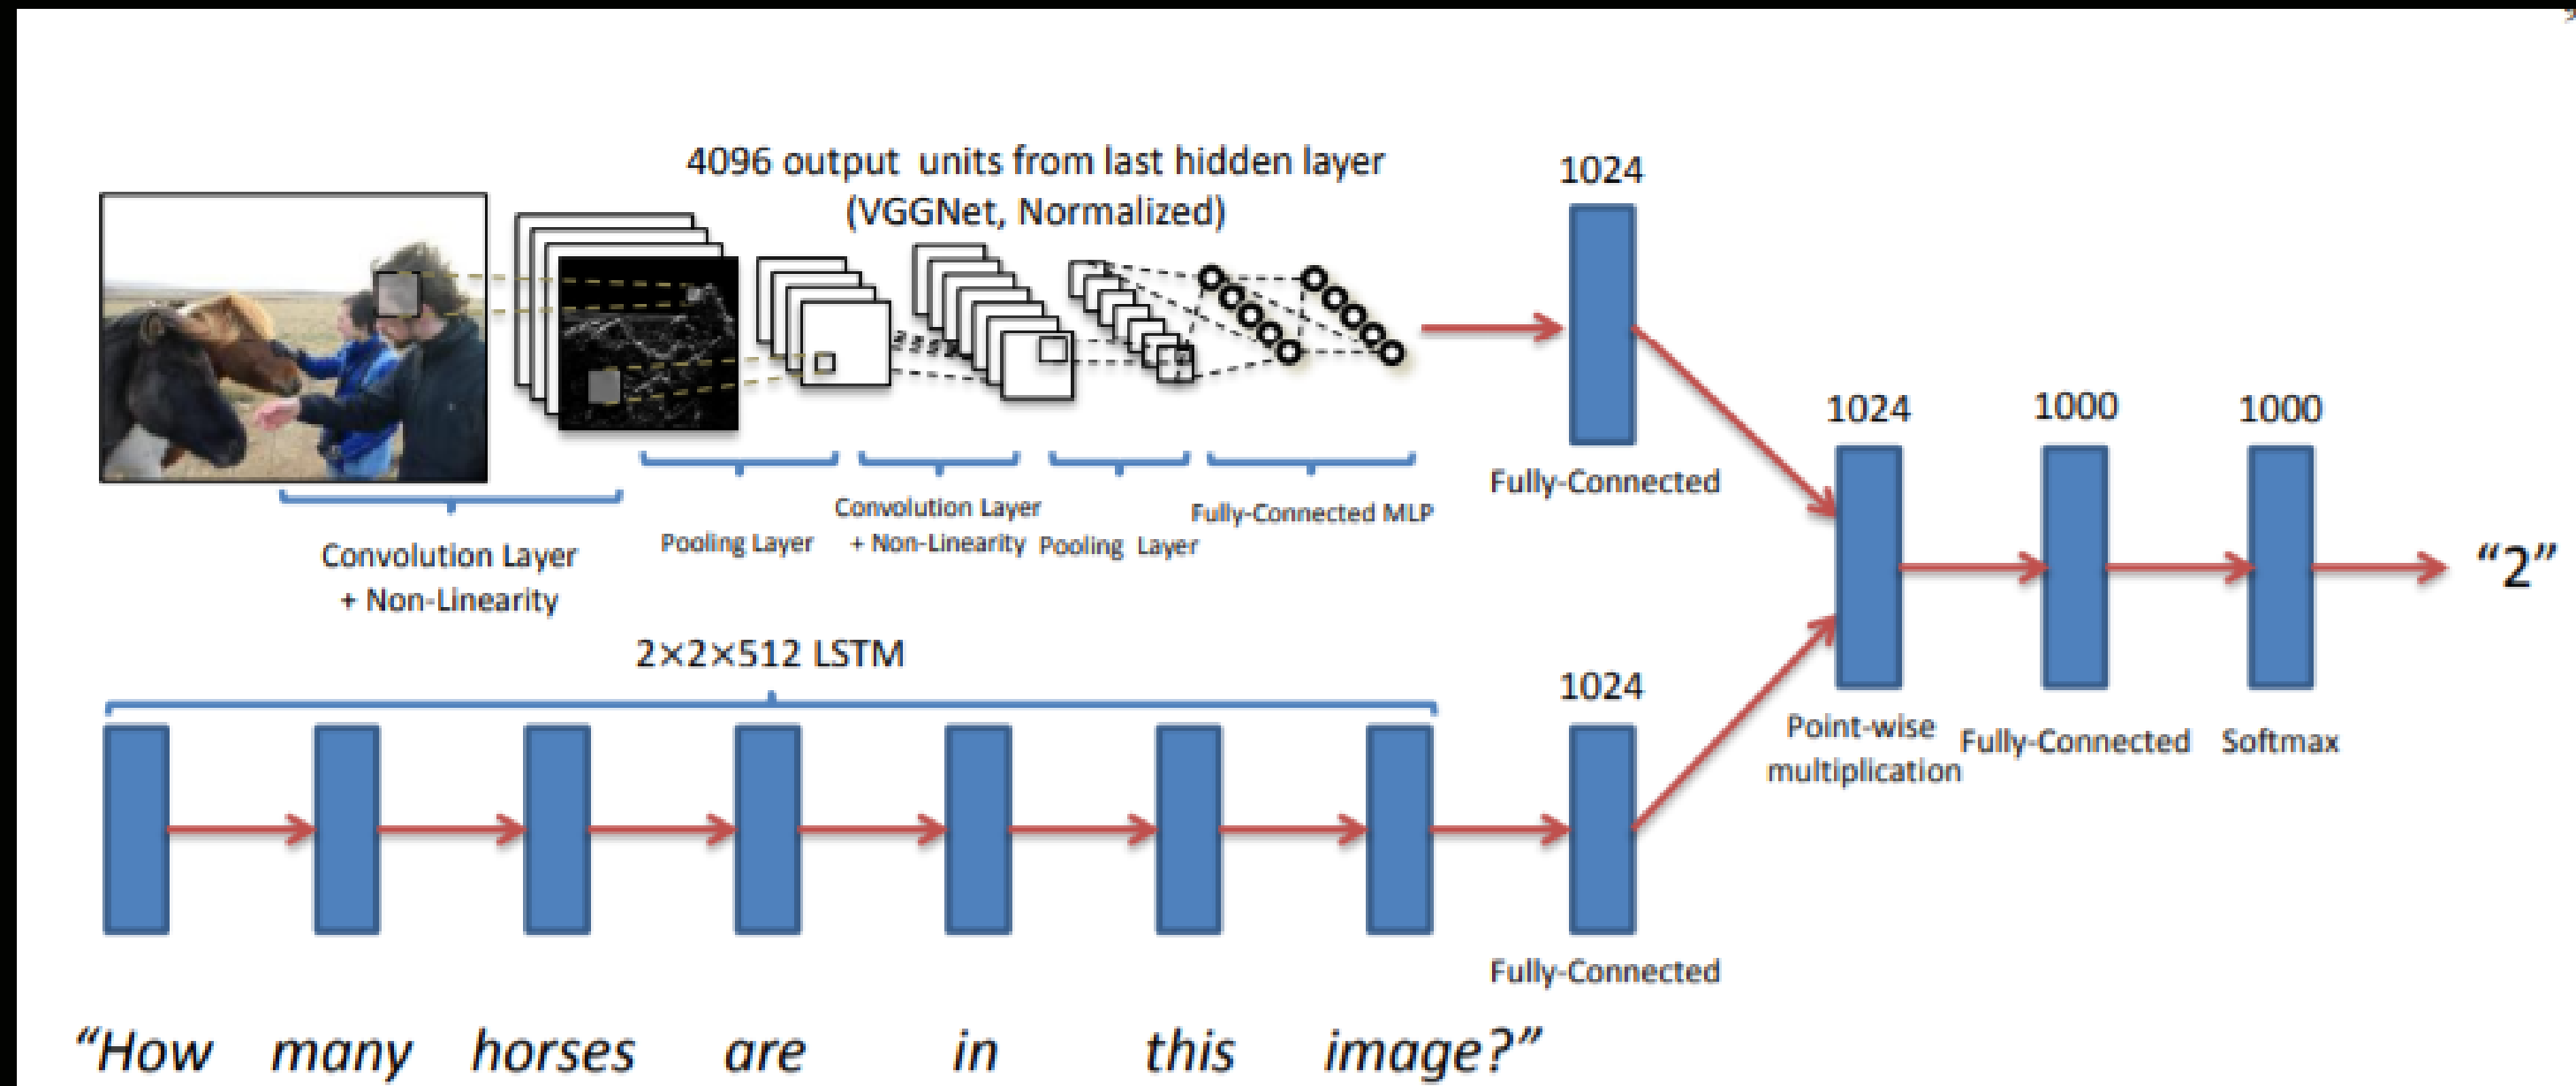 4096 output units from last hidden layer
(VGGNet, Normalized)
1024
Fully-Connected
Convolution Layer
+ Non-Linearity
Pooling Layer
Convolution Layer
+ Non-Linearity
Pooling Layer
Fully-Connected MLP
2×2×512 LSTM
1024
Fully-Connected
1024
Point-wise
multiplication
1000
Fully-Connected
1000
Softmax
“2”
“How many horses are in this image?”